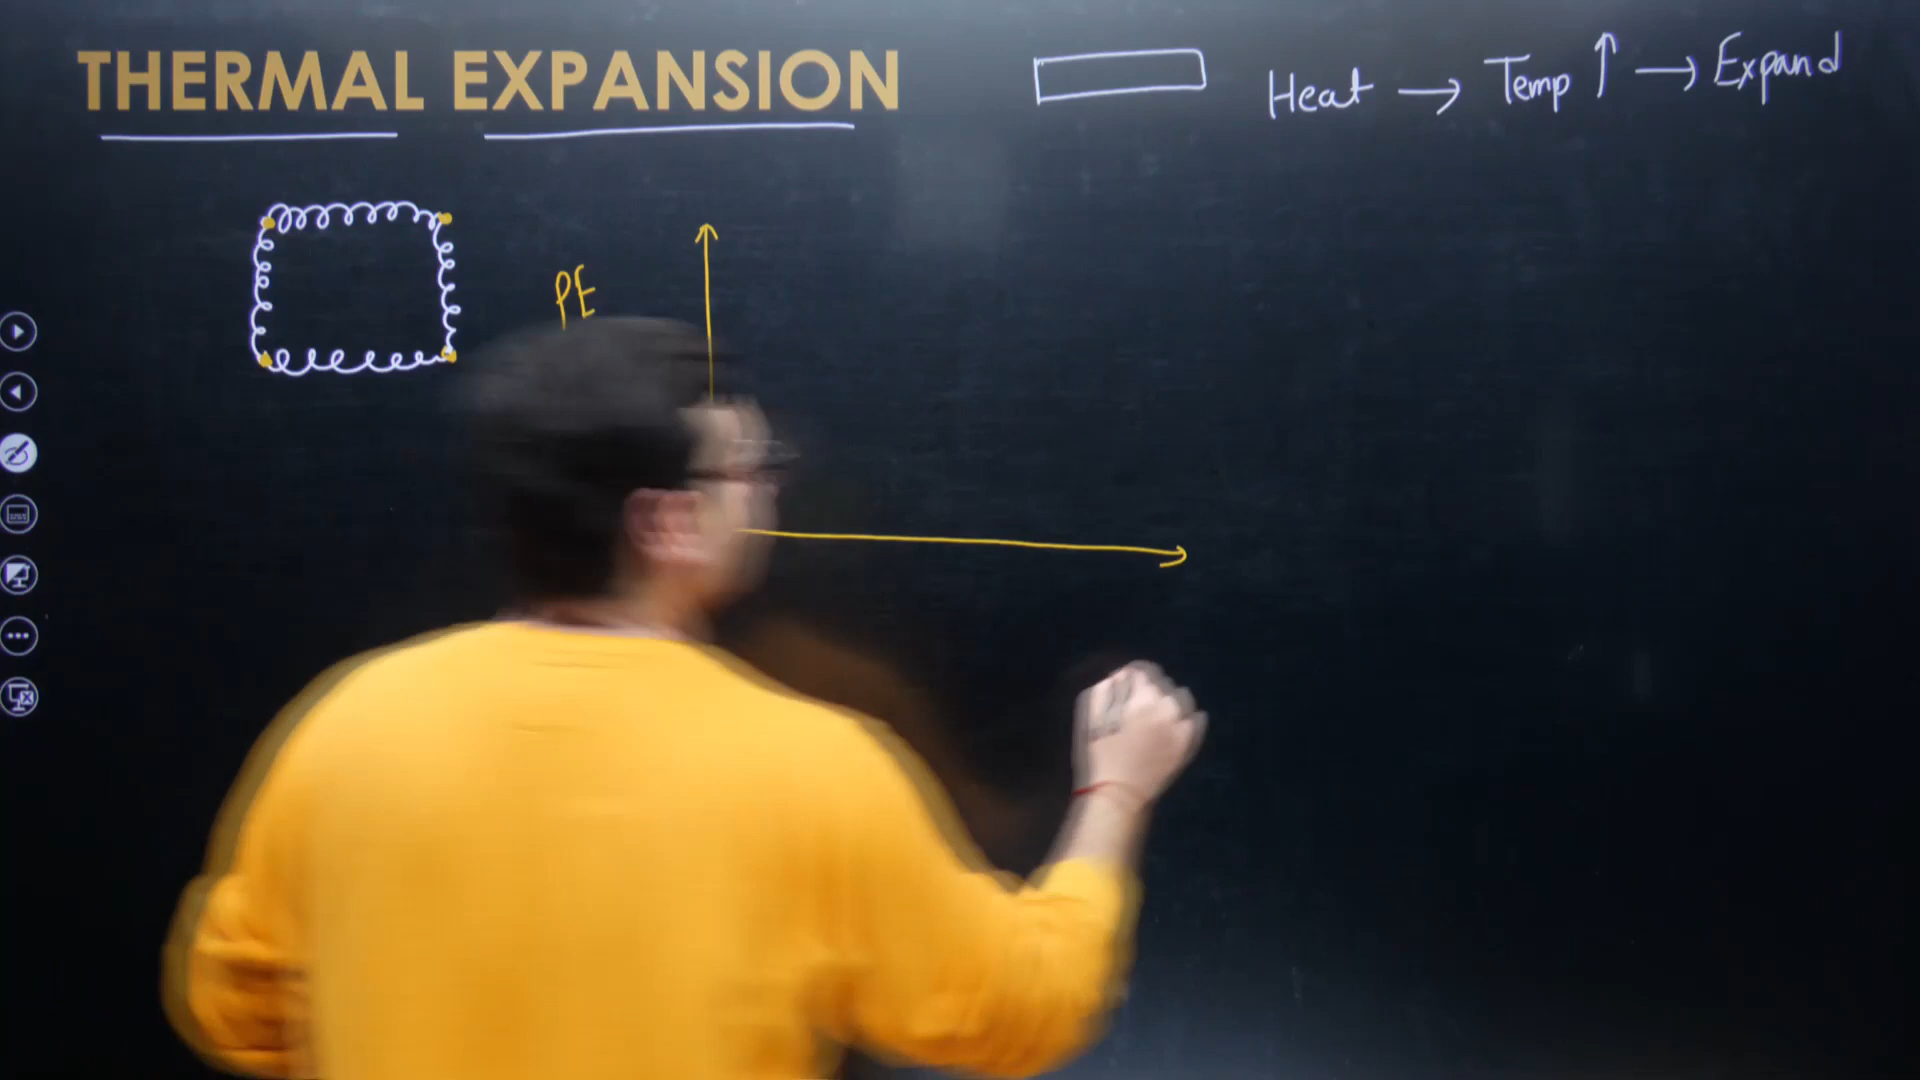 THERMAL EXPANSION
Heat → Temp ↑ → Expand
PE